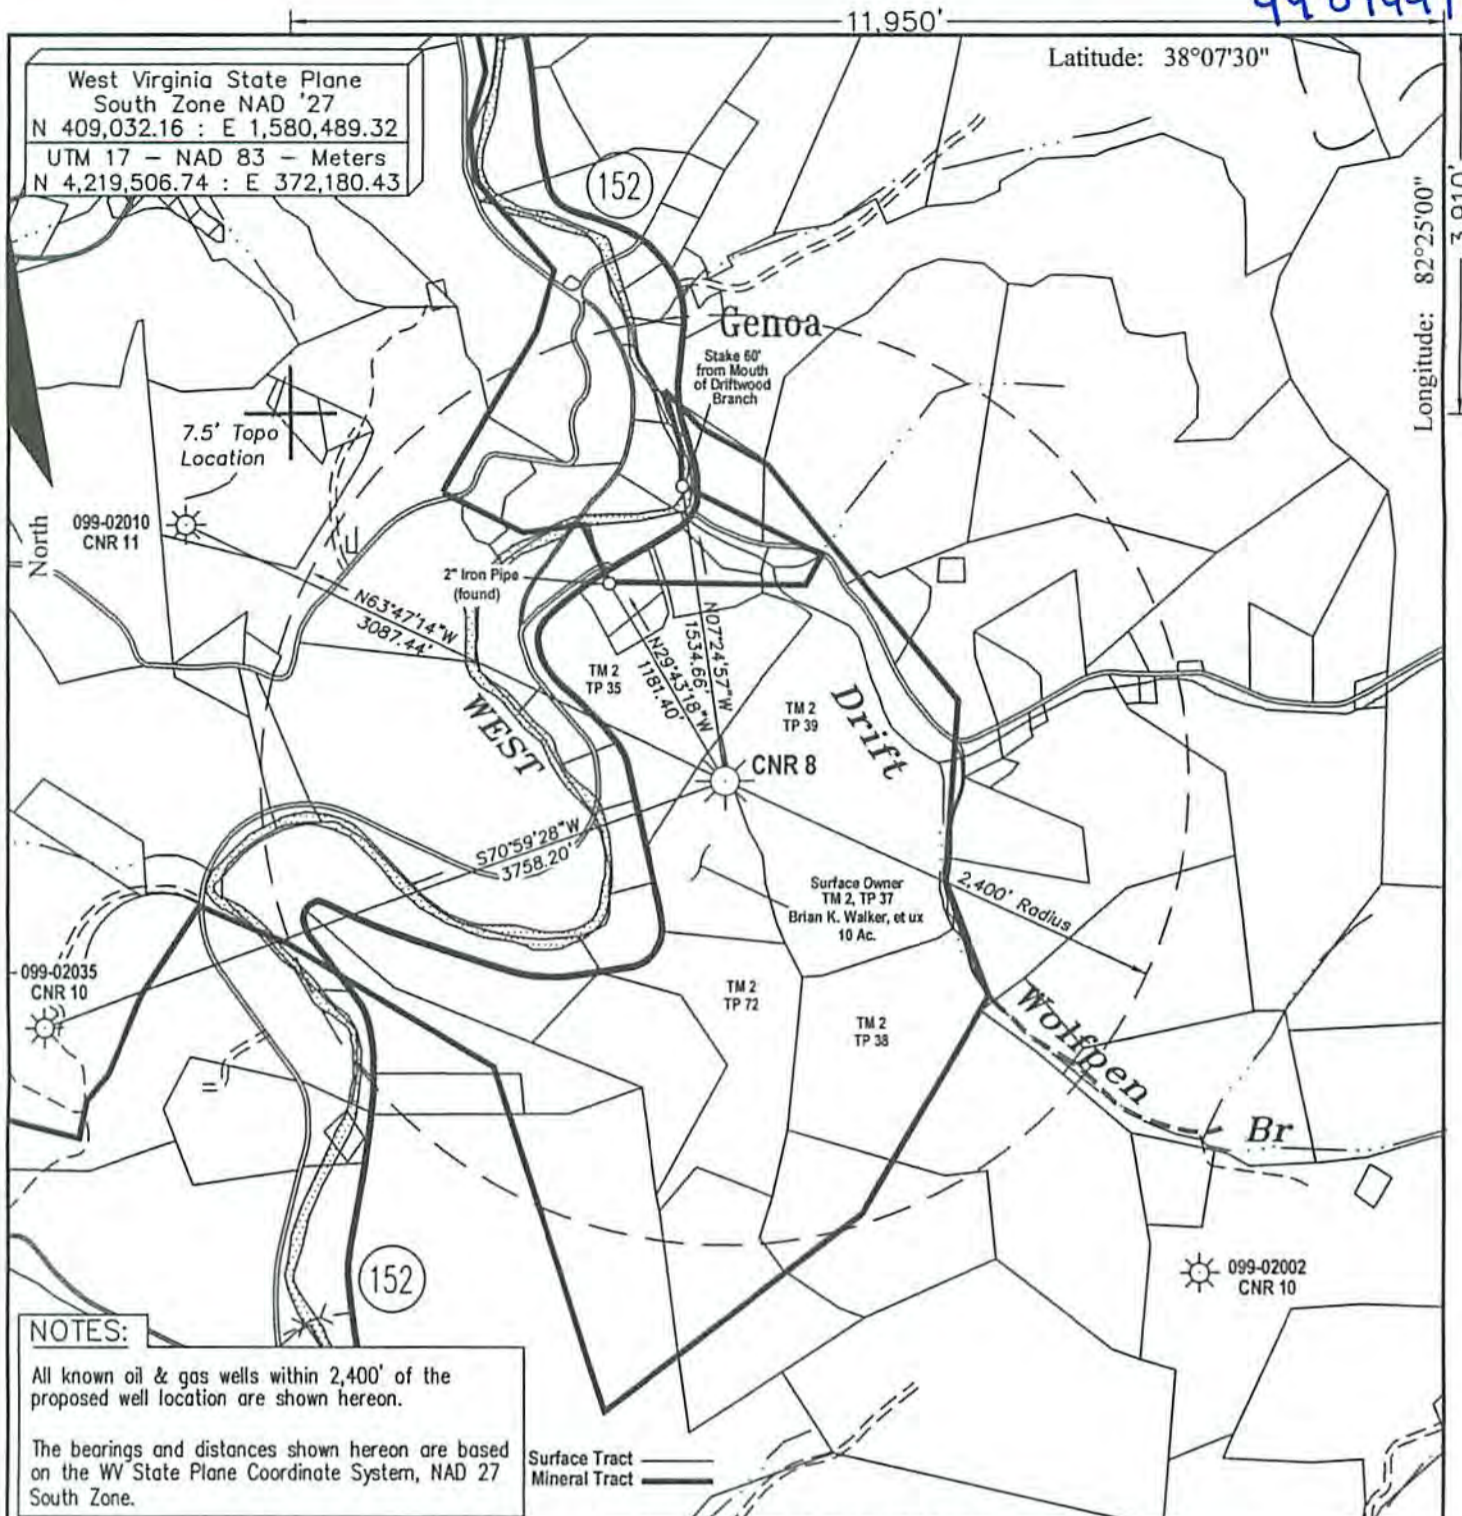 11,950'
Latitude: 38°07'30"
West Virginia State Plane
South Zone NAD '27
N 409,032.16 : E 1,580,489.32
UTM 17 – NAD 83 – Meters
N 4,219,506.74 : E 372,180.43
152
3,910'
Longitude: 82°25'00"
Genoa
Stake 60'
from Mouth
of Driftwood
Branch
7.5' Topo
Location
North
099-02010
CNR 11
2" Iron Pipe
(found)
N63°47'14"W
3087.44'
N07°24'57"W
1534.66'
N29°43'18"W
1181.40'
TM 2
TP 35
TM 2
TP 39
WEST
Drift
CNR 8
S70°59'28"W
3758.20'
Surface Owner
TM 2, TP 37
Brian K. Walker, et ux
10 Ac.
2,400' Radius
099-02035
CNR 10
TM 2
TP 72
TM 2
TP 38
Wolfpen
Br
152
099-02002
CNR 10
NOTES:
All known oil & gas wells within 2,400' of the
proposed well location are shown hereon.
The bearings and distances shown hereon are based
on the WV State Plane Coordinate System, NAD 27
South Zone.
Surface Tract
Mineral Tract